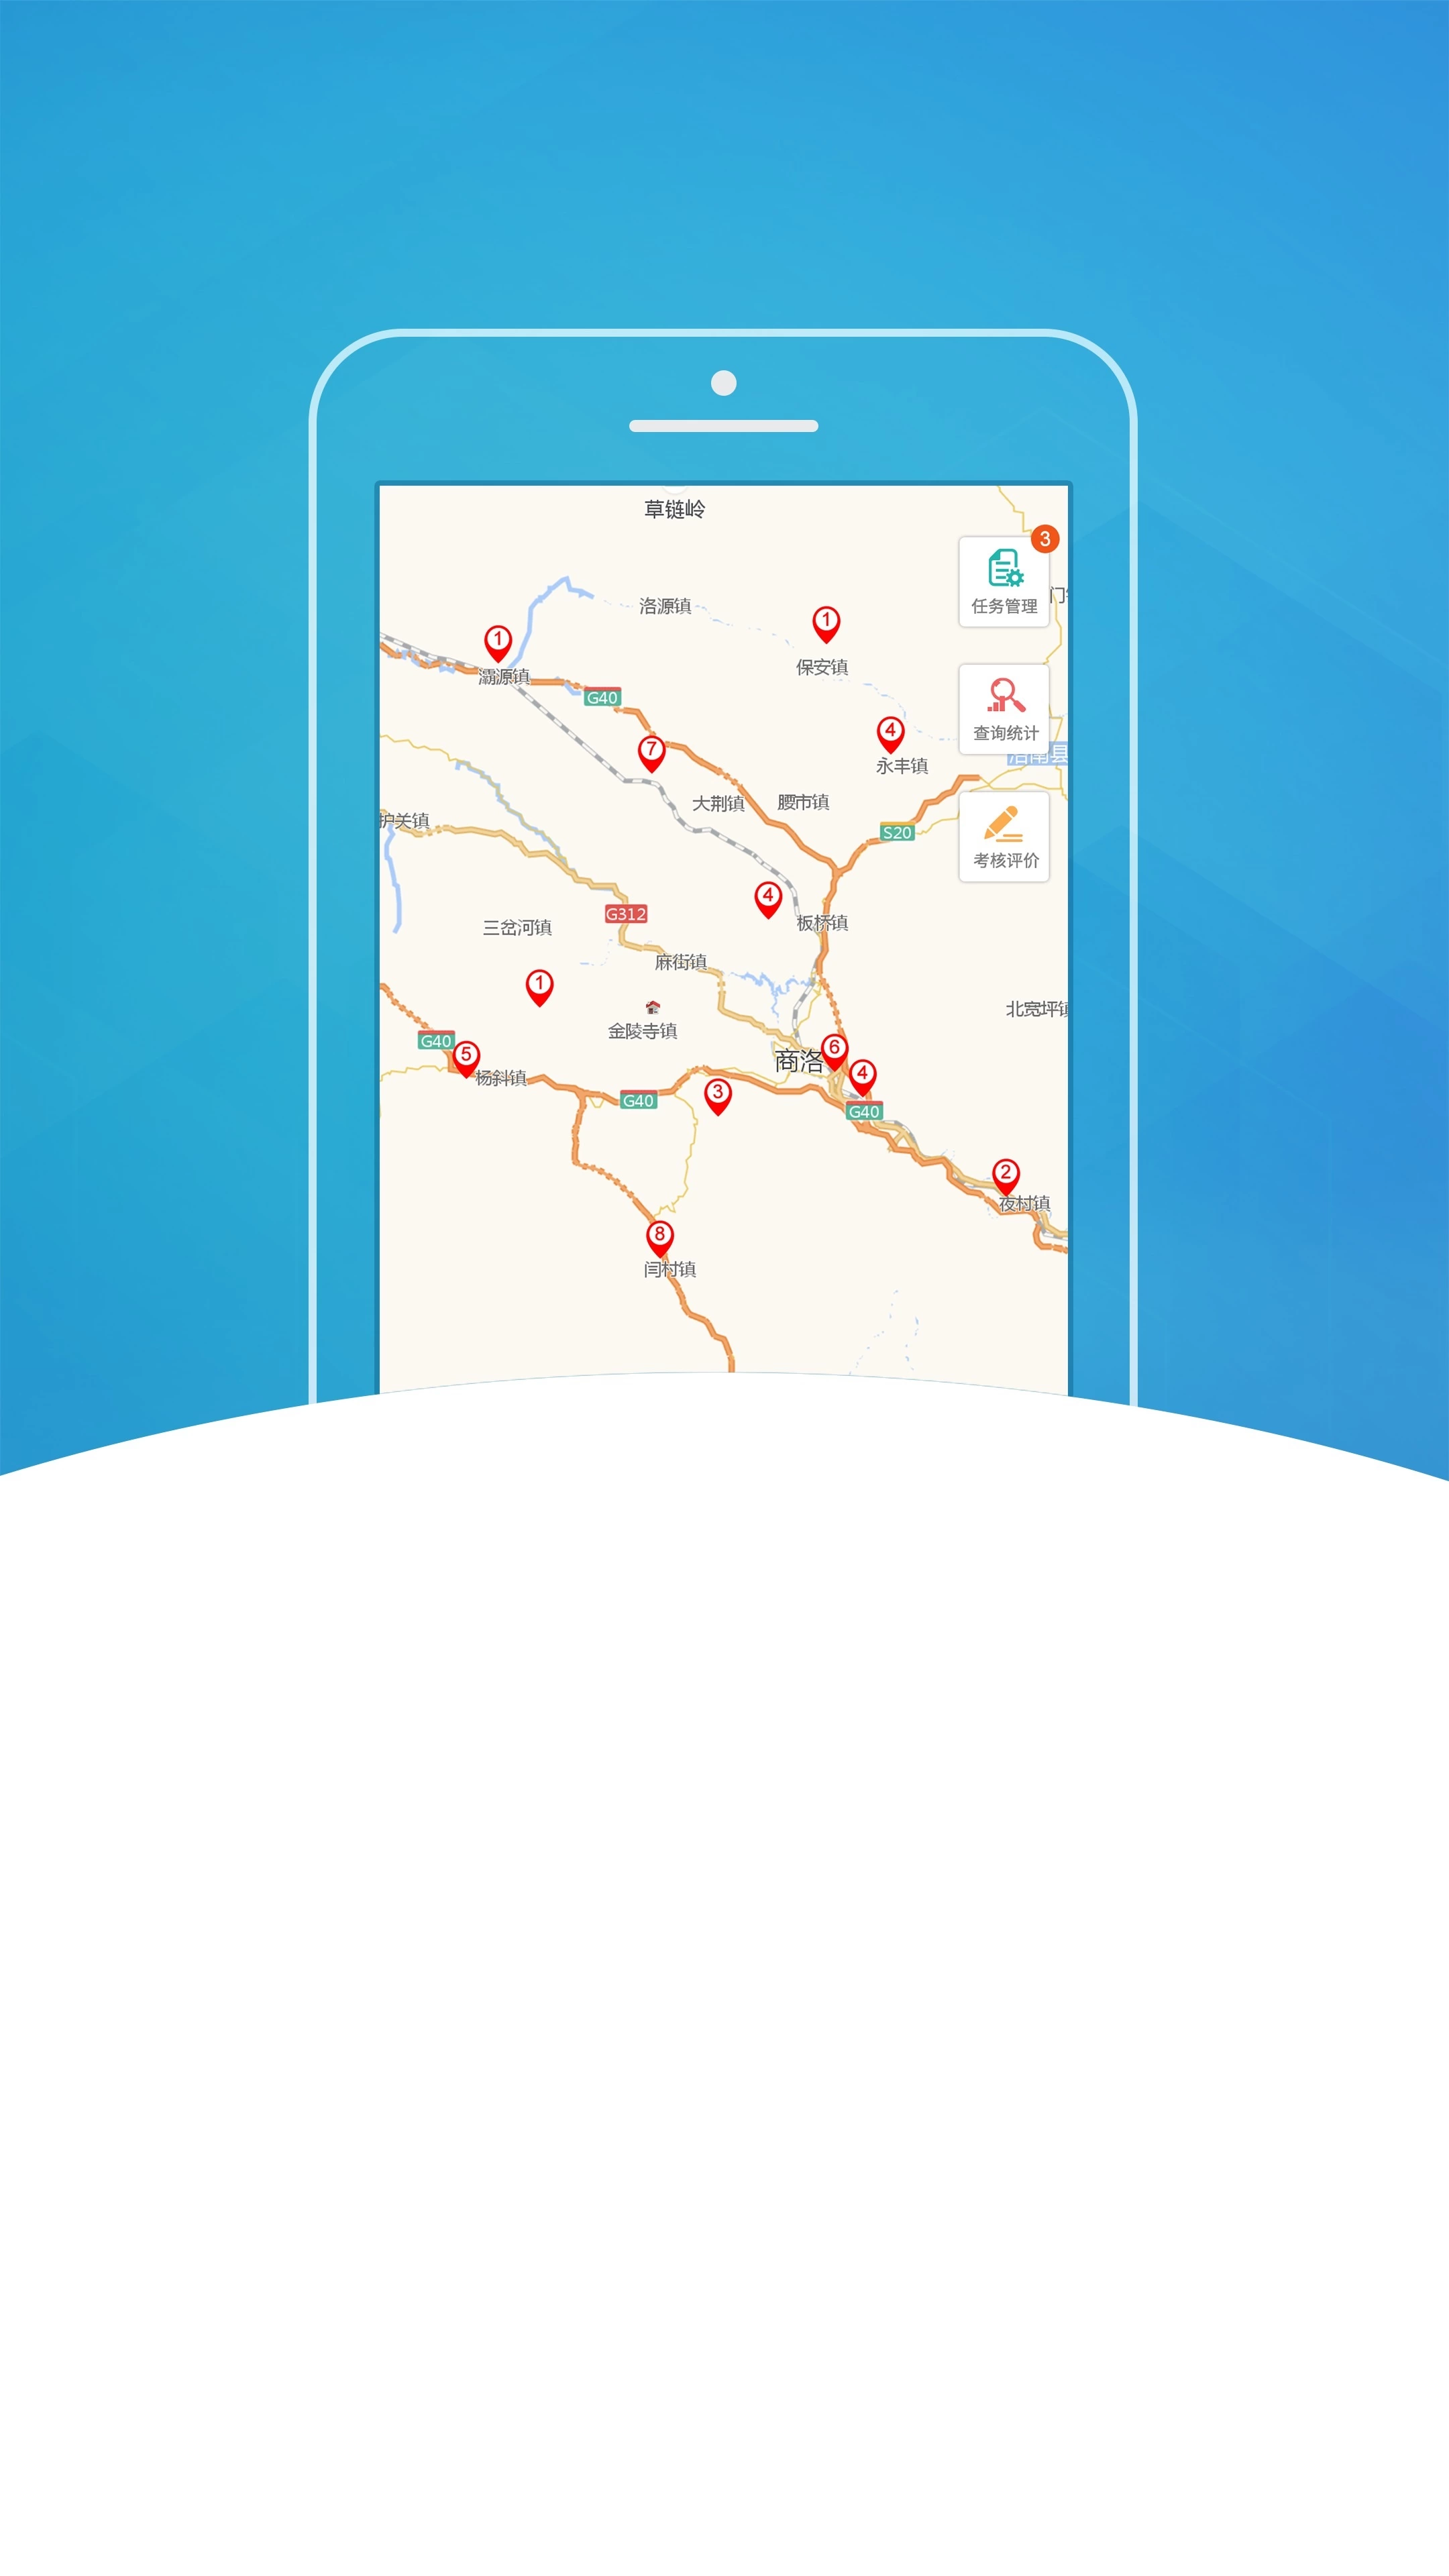 草链岭
3
任务管理
洛源镇
1
保安镇
1
灞源镇
G40
查询统计
4
永丰镇
7
大荆镇
腰市镇
护关镇
S20
考核评价
4
G312
三岔河镇
板桥镇
麻街镇
1
金陵寺镇
北宽坪镇
G40
5
杨斜镇
商洛
6
4
G40
3
G40
2
夜村镇
8
闫村镇